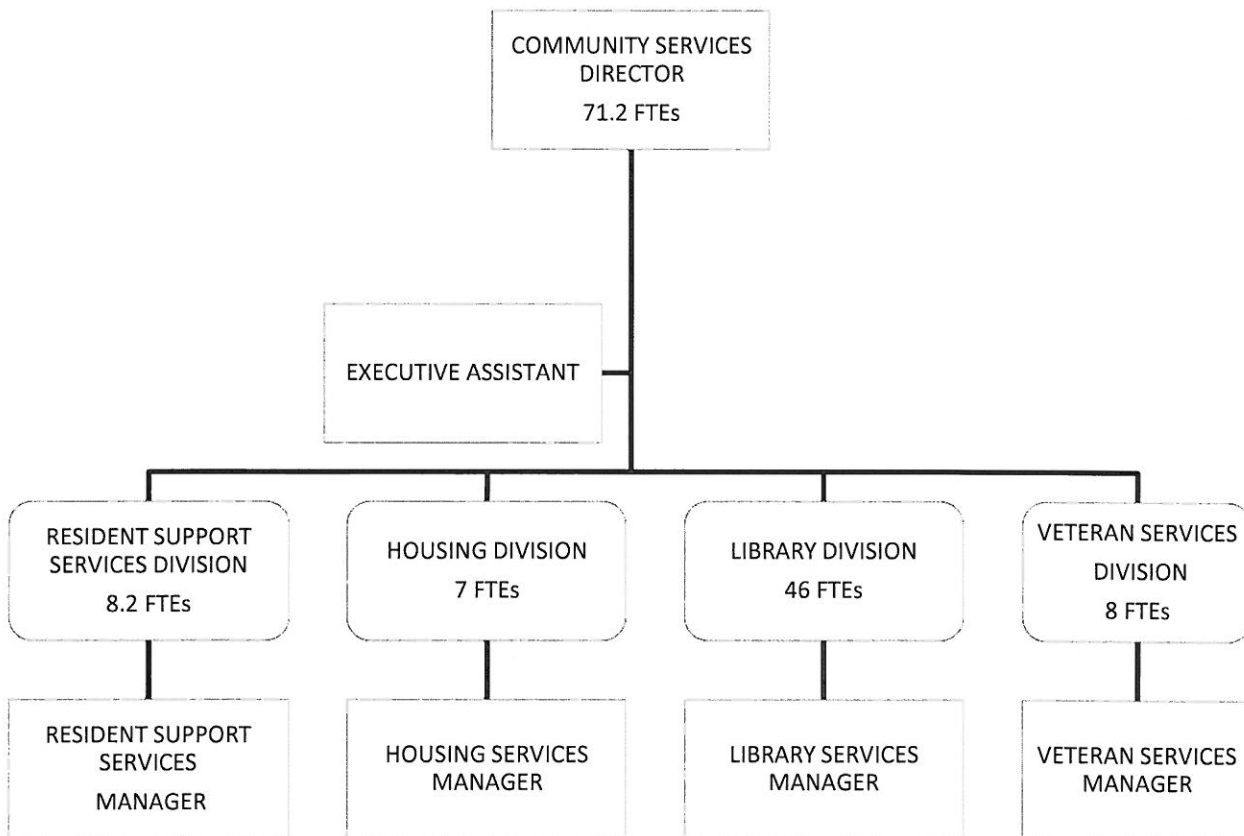 COMMUNITY SERVICES
DIRECTOR
71.2 FTEs
EXECUTIVE ASSISTANT
RESIDENT SUPPORT
SERVICES DIVISION
8.2 FTEs
HOUSING DIVISION
7 FTEs
LIBRARY DIVISION
46 FTEs
VETERAN SERVICES
DIVISION
8 FTEs
RESIDENT SUPPORT
SERVICES
MANAGER
HOUSING SERVICES
MANAGER
LIBRARY SERVICES
MANAGER
VETERAN SERVICES
MANAGER